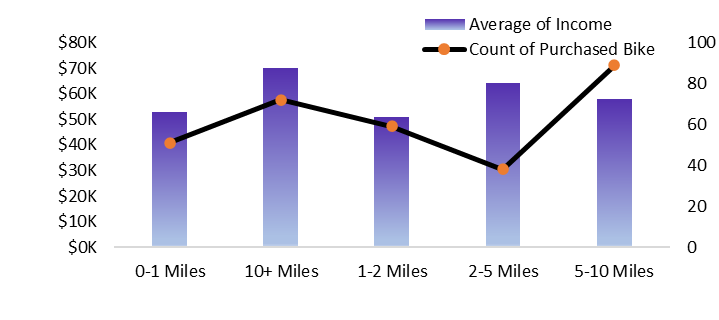 Average of Income
Count of Purchased Bike
$80K
$70K
$60K
$50K
$40K
$30K
$20K
$10K
$0K
100
80
60
40
20
0
0-1 Miles
10+ Miles
1-2 Miles
2-5 Miles
5-10 Miles